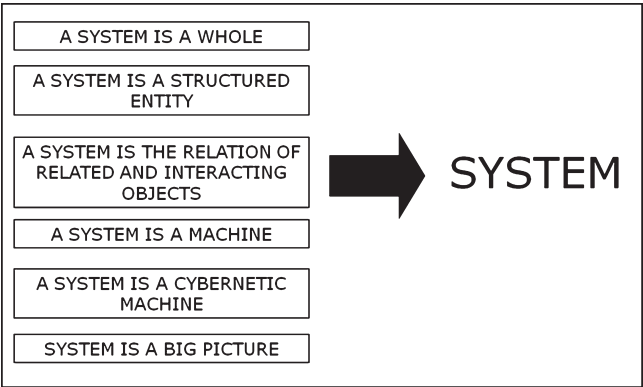 A SYSTEM IS A WHOLE
A SYSTEM IS A STRUCTURED
ENTITY
A SYSTEM IS THE RELATION OF
RELATED AND INTERACTING
OBJECTS
A SYSTEM IS A MACHINE
A SYSTEM IS A CYBERNETIC
MACHINE
SYSTEM IS A BIG PICTURE
SYSTEM